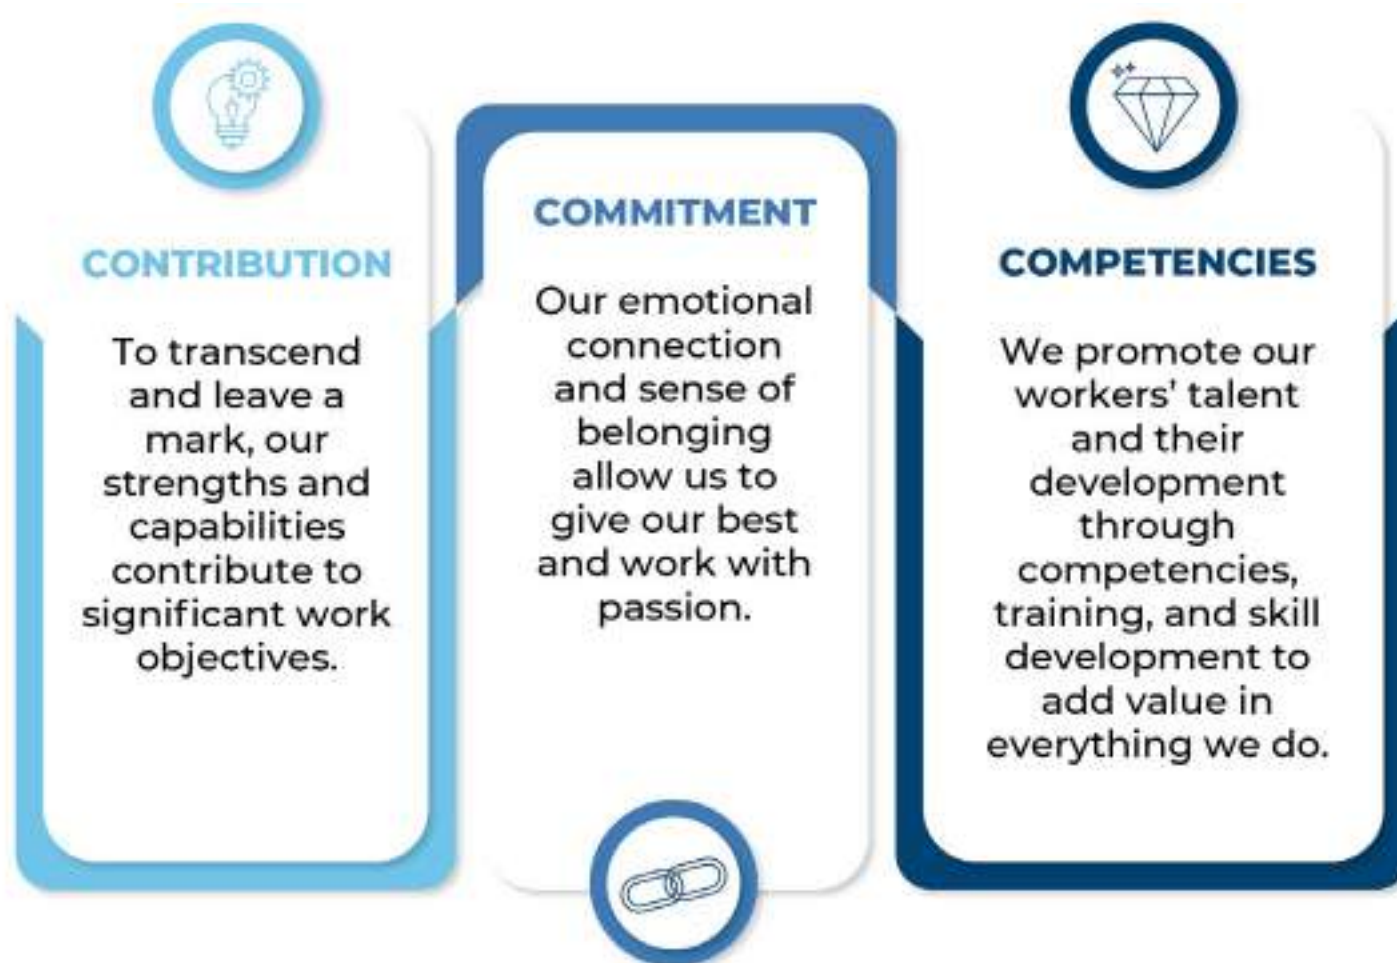 CONTRIBUTION
To transcend
and leave a
mark, our
strengths and
capabilities
contribute to
significant work
objectives.
COMMITMENT
Our emotional
connection
and sense of
belonging
allow us to
give our best
and work with
passion.
COMPETENCIES
We promote our
workers’ talent
and their
development
through
competencies,
training, and skill
development to
add value in
everything we do.